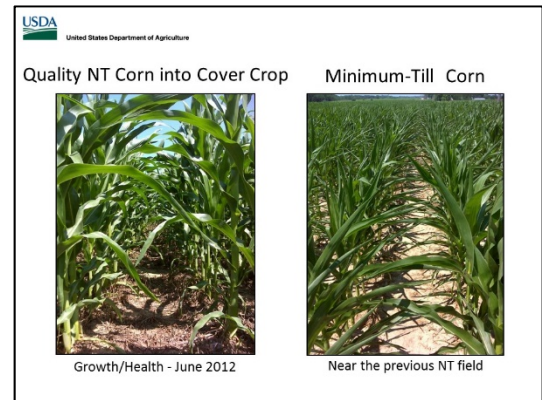 USDA
United States Department of Agriculture
Quality NT Corn into Cover Crop
Minimum-Till Corn
Growth/Health - June 2012
Near the previous NT field